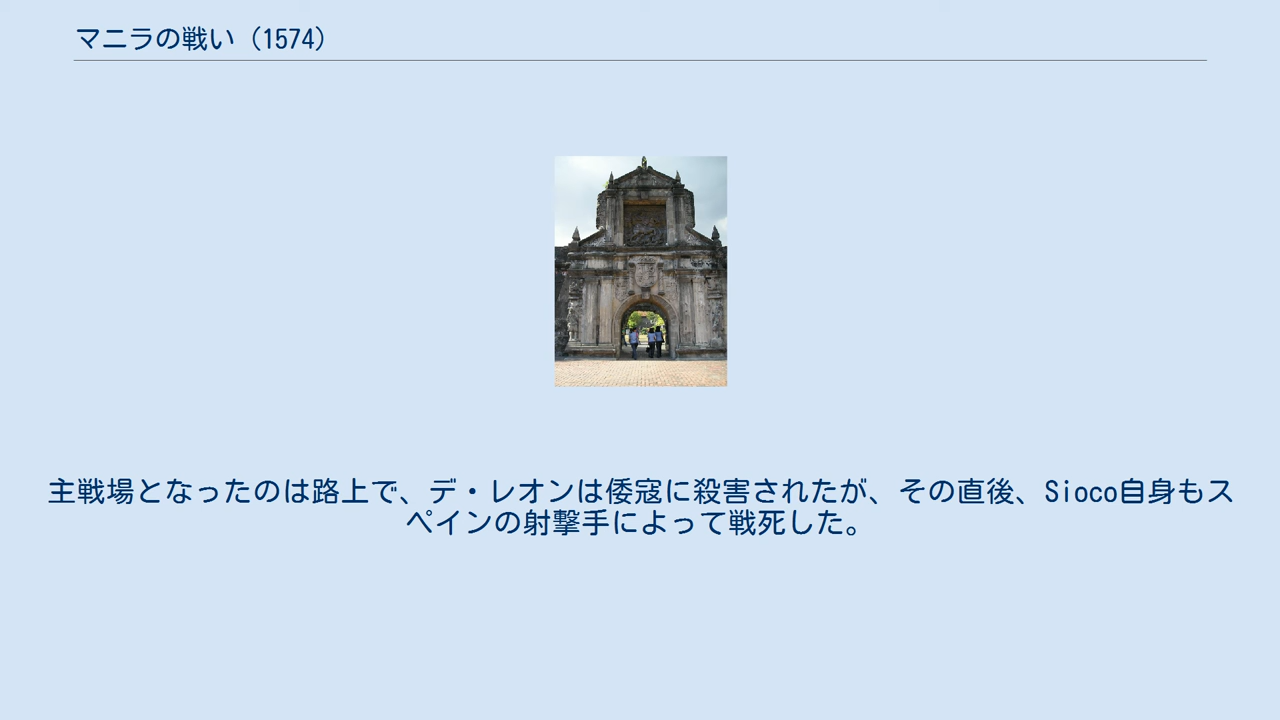 マニラの戦い（1574）
主戦場となったのは路上で、デ・レオンは倭寇に殺害されたが、その直後、Sioco自身もス
ペインの射撃手によって戦死した。